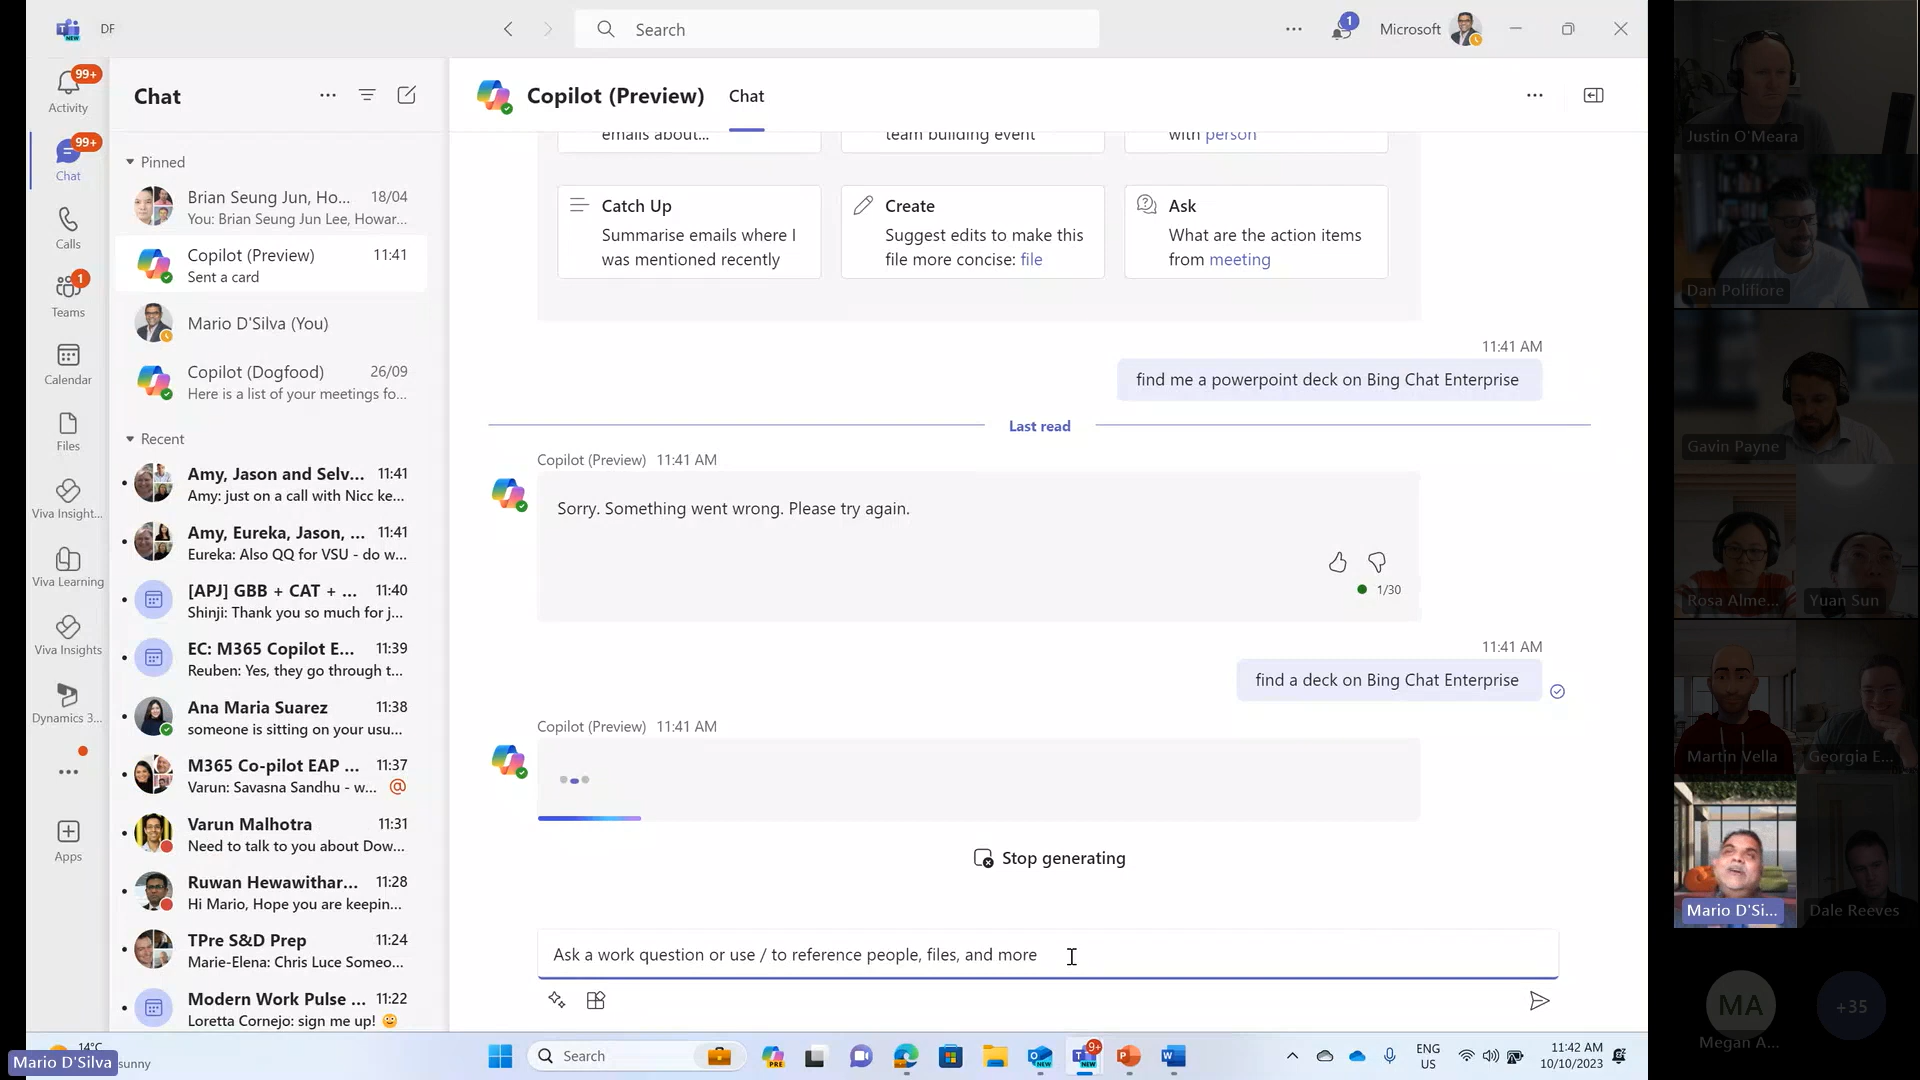 DF
Search
1
Microsoft
99+
Activity
99+
Chat
Calls
1
Teams
Calendar
Files
Viva Insight...
Viva Learning
Viva Insights
Dynamics 3...
Apps
Chat
Pinned
Brian Seung Jun, Ho... 18/04
You: Brian Seung Jun Lee, Howar...
Copilot (Preview) 11:41
Sent a card
Mario D'Silva (You)
Copilot (Dogfood) 26/09
Here is a list of your meetings fo...
Recent
Amy, Jason and Selv... 11:41
Amy: just on a call with Nicc ke...
Amy, Eureka, Jason, ... 11:41
Eureka: Also QQ for VSU - do w...
[APJ] GBB + CAT + ... 11:40
Shinji: Thank you so much for j...
EC: M365 Copilot E... 11:39
Reuben: Yes, they go through t...
Ana Maria Suarez 11:38
someone is sitting on your usu...
M365 Co-pilot EAP ... 11:37
Varun: Savasna Sandhu - w... @
Varun Malhotra 11:31
Need to talk to you about Dow...
Ruwan Hewawithar... 11:28
Hi Mario, Hope you are keepin...
TPre S&D Prep 11:24
Marie-Elena: Chris Luce Someo...
Modern Work Pulse ... 11:22
Loretta Cornejo: sign me up!
Copilot (Preview) Chat
emails about...
team building event
with person
Catch Up
Summarise emails where I
was mentioned recently
Create
Suggest edits to make this
file more concise: file
Ask
What are the action items
from meeting
11:41 AM
find me a powerpoint deck on Bing Chat Enterprise
Last read
Copilot (Preview) 11:41 AM
Sorry. Something went wrong. Please try again.
1/30
11:41 AM
find a deck on Bing Chat Enterprise
Copilot (Preview) 11:41 AM
Stop generating
Ask a work question or use / to reference people, files, and more
Justin O'Meara
Dan Polifiore
Gavin Payne
Rosa Alme... Yuan Sun
Martin Vella Georgia E...
Mario D'Si... Dale Reeves
MA +35
Megan A...
14°C
Mario D'Silva sunny
Search
PRE
NEW
NEW
9+
ENG
US
11:42 AM
10/10/2023